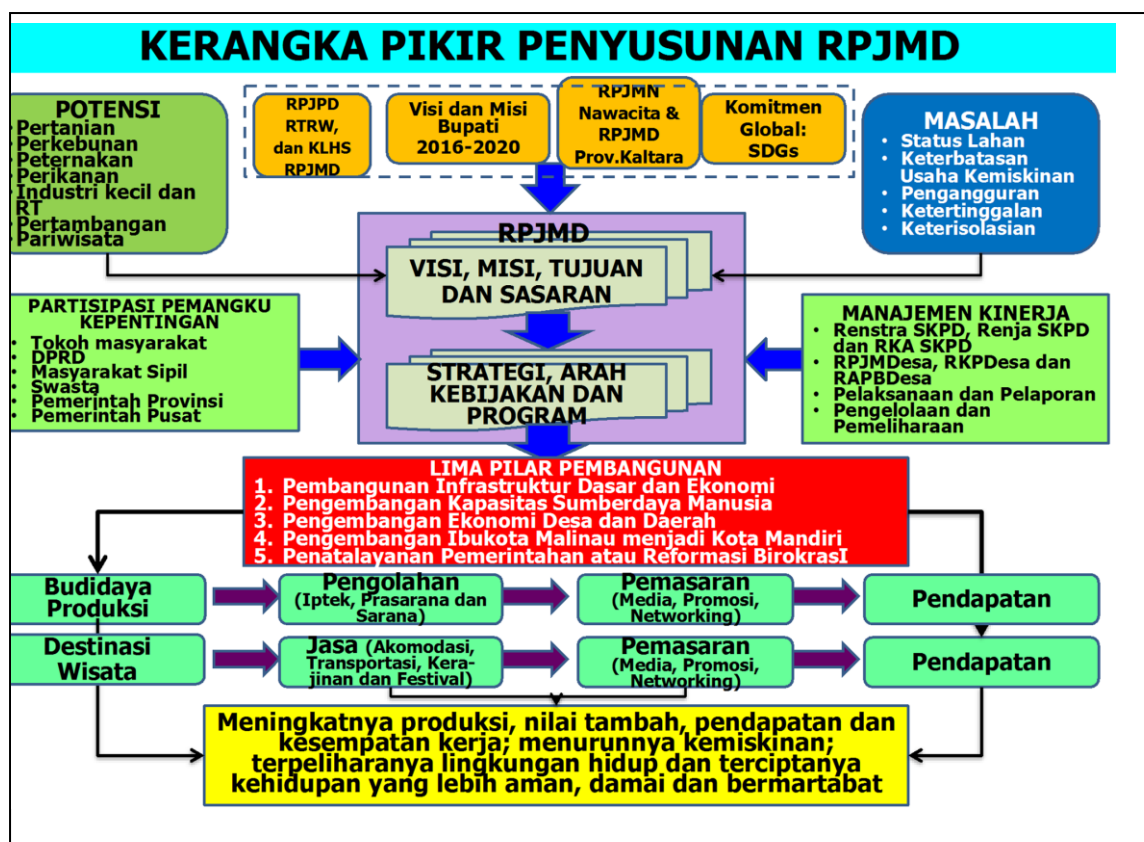 KERANGKA PIKIR PENYUSUNAN RPJMD
POTENSI
• Pertanian
• Perkebunan
• Peternakan
• Perikanan
• Industri kecil dan
RT
• Pertambangan
• Pariwisata
RPJPD
RTRW,
dan KLHS
RPJMD
Visi dan Misi
Bupati
2016-2020
RPJMN
Nawacita &
RPJMD
Prov.Kaltara
Komitmen
Global:
SDGs
MASALAH
• Status Lahan
• Keterbatasan
Usaha Kemiskinan
• Pengangguran
• Ketertinggalan
• Keterisolasian
RPJMD
VISI, MISI, TUJUAN
DAN SASARAN
STRATEGI, ARAH
KEBIJAKAN DAN
PROGRAM
PARTISIPASI PEMANGKU
KEPENTINGAN
• Tokoh masyarakat
• DPRD
• Masyarakat Sipil
• Swasta
• Pemerintah Provinsi
• Pemerintah Pusat
MANAJEMEN KINERJA
• Renstra SKPD, Renja SKPD
dan RKA SKPD
• RPJMDesa, RKPDesa dan
RAPBDesa
• Pelaksanaan dan Pelaporan
• Pengelolaan dan
Pemeliharaan
LIMA PILAR PEMBANGUNAN
1. Pembangunan Infrastruktur Dasar dan Ekonomi
2. Pengembangan Kapasitas Sumberdaya Manusia
3. Pengembangan Ekonomi Desa dan Daerah
4. Pengembangan Ibukota Malinau menjadi Kota Mandiri
5. Penatalayanan Pemerintahan atau Reformasi BirokrasI
Budidaya
Produksi
Pengolahan
(Iptek, Prasarana dan
Sarana)
Pemasaran
(Media, Promosi,
Networking)
Pendapatan
Destinasi
Wisata
Jasa (Akomodasi,
Transportasi, Kera-
jinan dan Festival)
Pemasaran
(Media, Promosi,
Networking)
Pendapatan
Meningkatnya produksi, nilai tambah, pendapatan dan
kesempatan kerja; menurunnya kemiskinan;
terpeliharanya lingkungan hidup dan terciptanya
kehidupan yang lebih aman, damai dan bermartabat